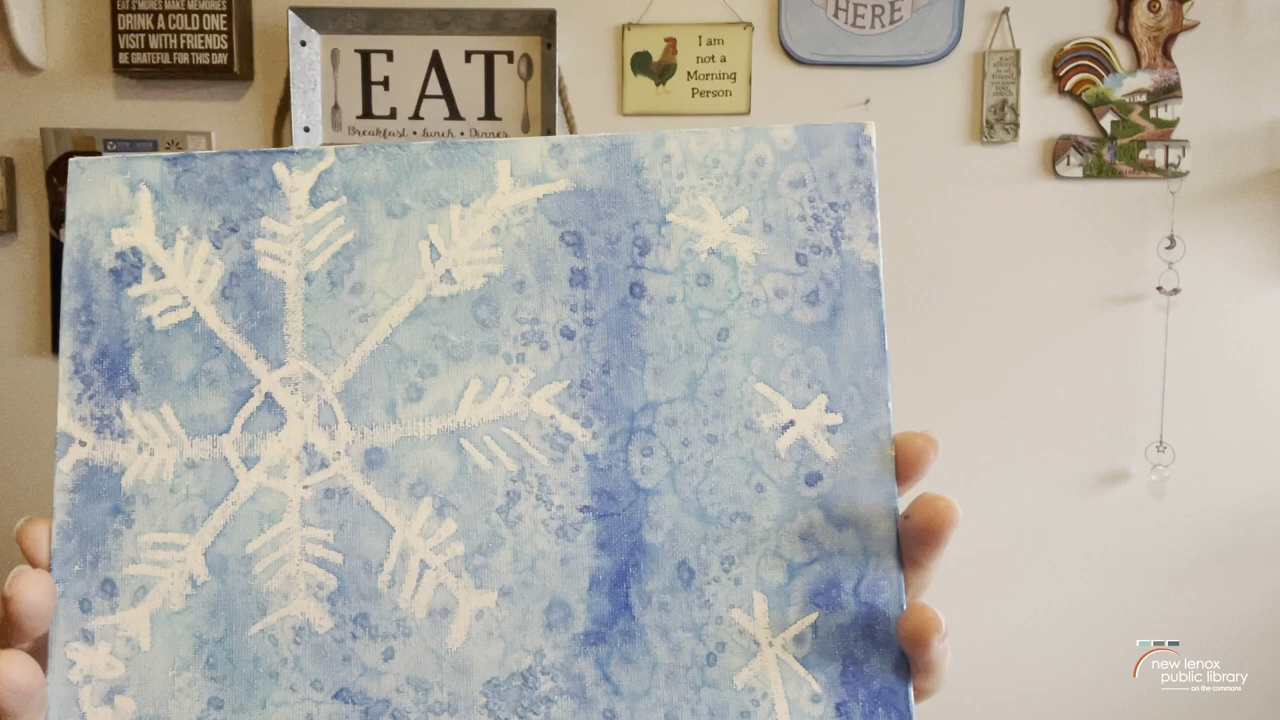 EAT S'MORES MAKE MEMORIES
DRINK A COLD ONE
VISIT WITH FRIENDS
BE GRATEFUL FOR THIS DAY
EAT
Breakfast • Lunch • Dinner
I am
not a
Morning
Person
HERE
new lenox
public library
on the commons